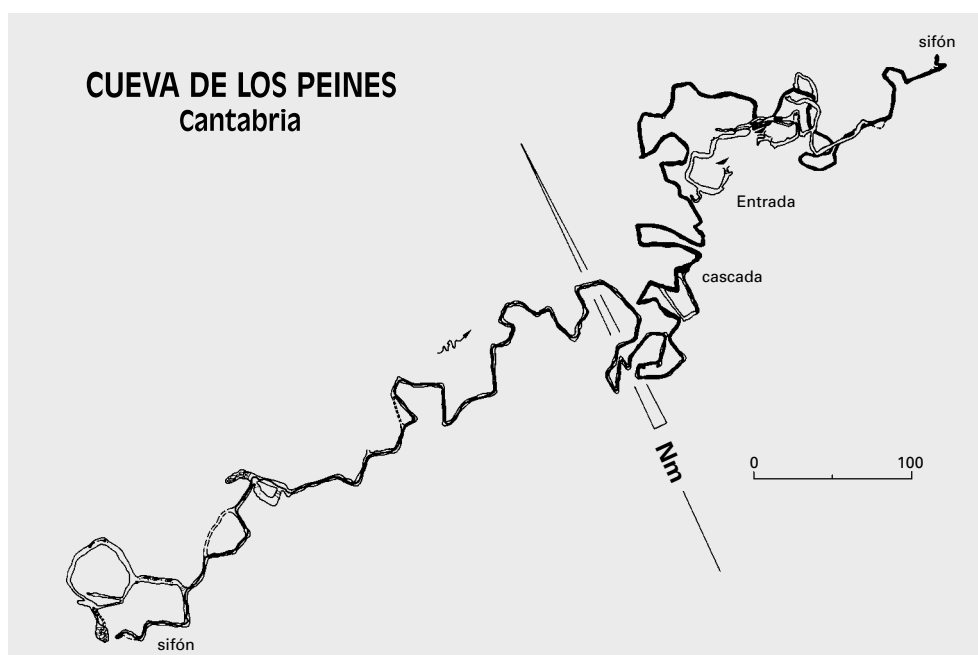 CUEVA DE LOS PEINES
Cantabria
sifón
Entrada
cascada
Nm
0 100
sifón